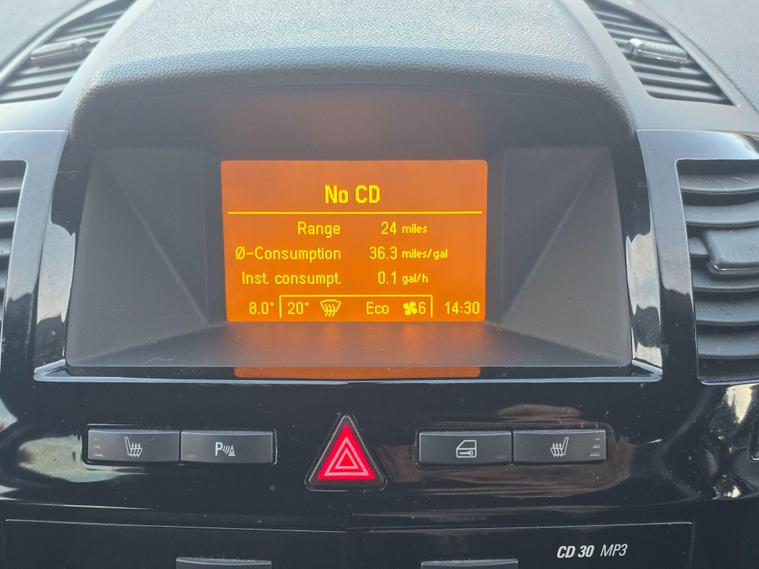 No CD
Range 24 miles
Ø-Consumption 36.3 miles/gal
Inst. consumpt. 0.1 gal/h
8.0° 20° Eco 6 14:30
P
CD 30 MP3